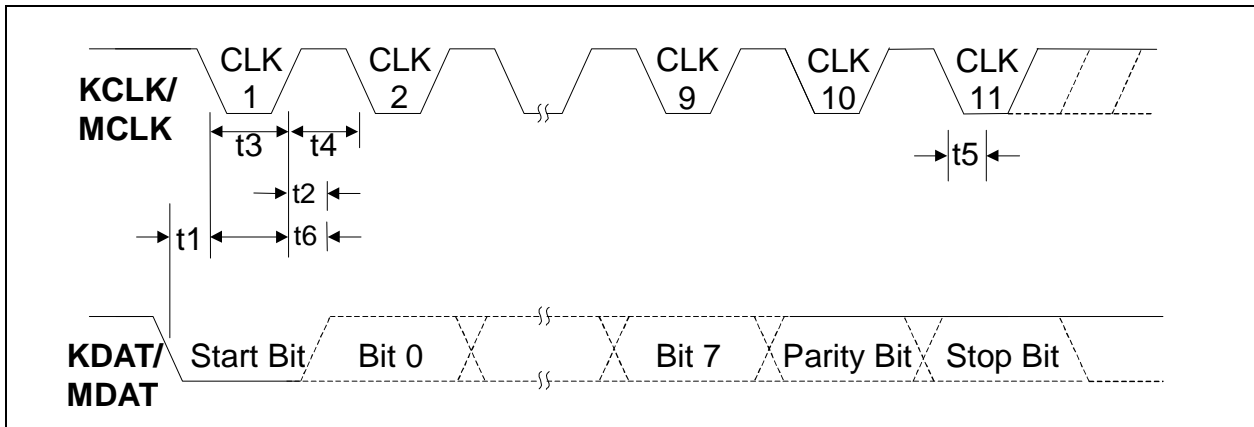 KCLK/
MCLK
CLK
1
CLK
2
CLK
9
CLK
10
CLK
11
t3
t4
t5
t2
t1
t6
KDAT/
MDAT
Start Bit
Bit 0
Bit 7
Parity Bit
Stop Bit